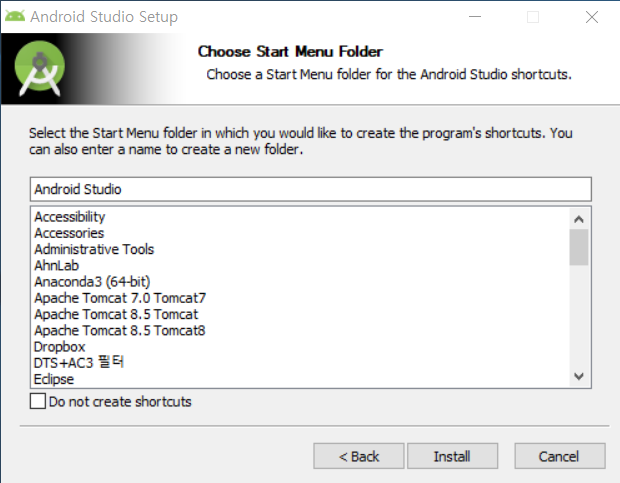 Android Studio Setup
Choose Start Menu Folder
Choose a Start Menu folder for the Android Studio shortcuts.
Select the Start Menu folder in which you would like to create the program's shortcuts. You
can also enter a name to create a new folder.
Android Studio
Accessibility
Accessories
Administrative Tools
AhnLab
Anaconda3 (64-bit)
Apache Tomcat 7.0 Tomcat7
Apache Tomcat 8.5 Tomcat
Apache Tomcat 8.5 Tomcat8
Dropbox
DTS+AC3 필터
Eclipse
Do not create shortcuts
< Back
Install
Cancel